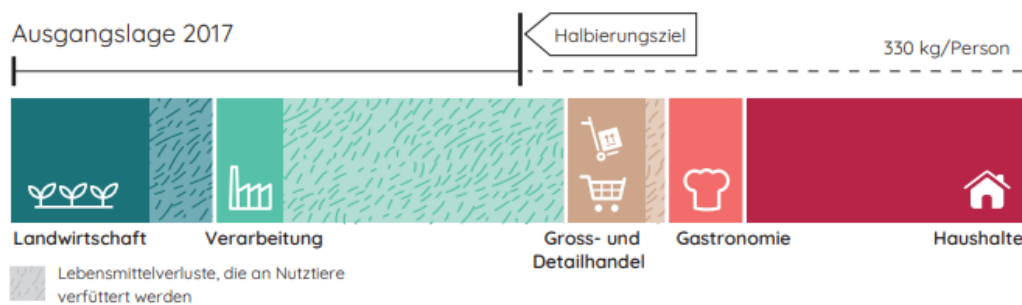 Ausgangslage 2017
Halbierungsziel
330 kg/Person
Landwirtschaft
Verarbeitung
Gross- und
Detailhandel
Gastronomie
Haushalte
Lebensmittelverluste, die an Nutztiere
verfüttert werden